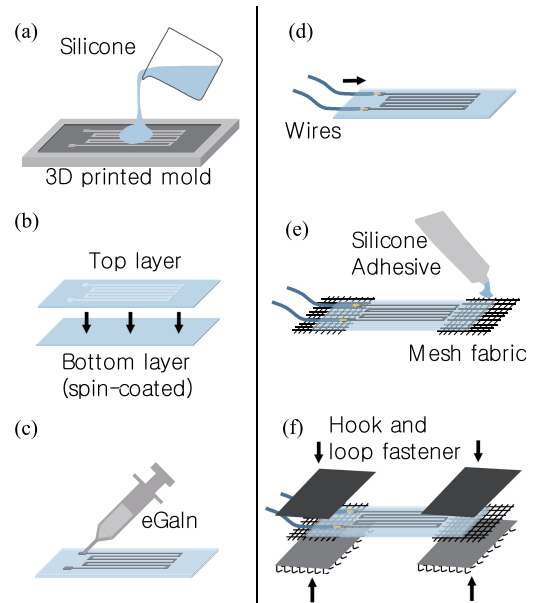 (a)
Silicone
3D printed mold
(b)
Top layer
Bottom layer
(spin-coated)
(c)
eGaIn
(d)
Wires
(e)
Silicone
Adhesive
Mesh fabric
(f)
Hook and
loop fastener